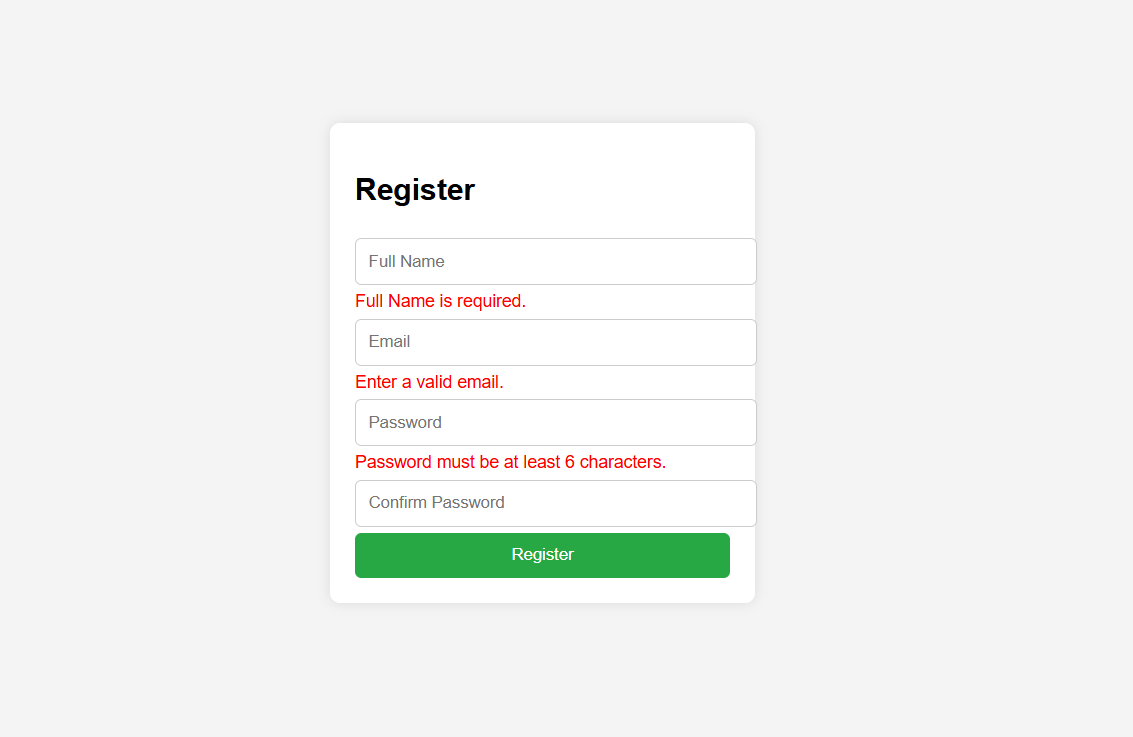 Register
Full Name
Full Name is required.
Email
Enter a valid email.
Password
Password must be at least 6 characters.
Confirm Password
Register